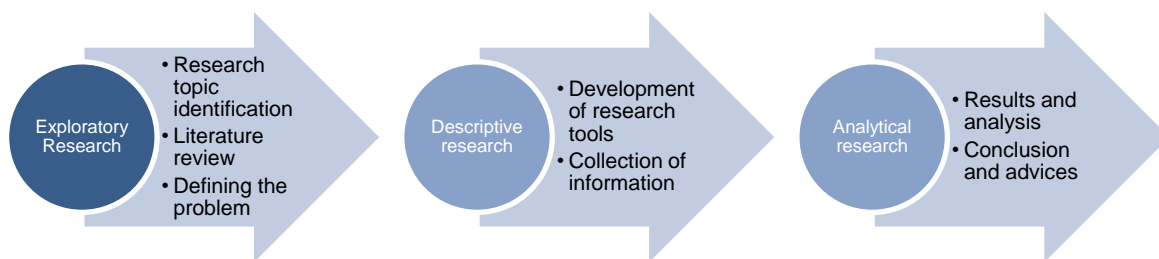 Exploratory
Research
• Research
topic
identification
• Literature
review
• Defining the
problem
Descriptive
research
• Development
of research
tools
• Collection of
information
Analytical
research
• Results and
analysis
• Conclusion
and advices